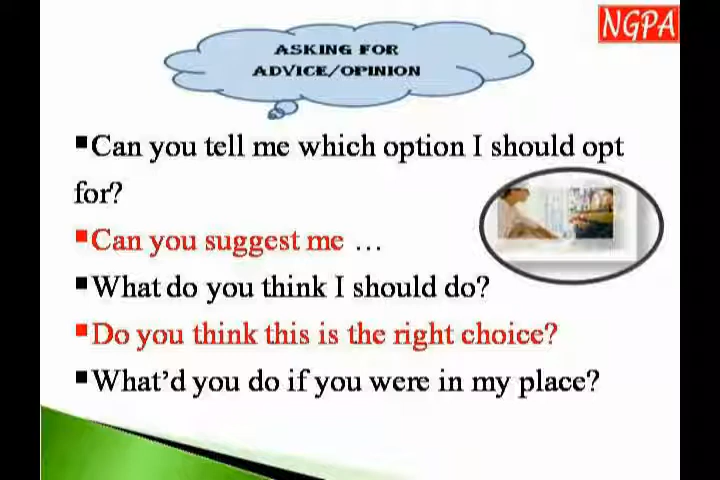 NGPA
ASKING FOR
ADVICE/OPINION
Can you tell me which option I should opt
for?
Can you suggest me …
What do you think I should do?
Do you think this is the right choice?
What’d you do if you were in my place?